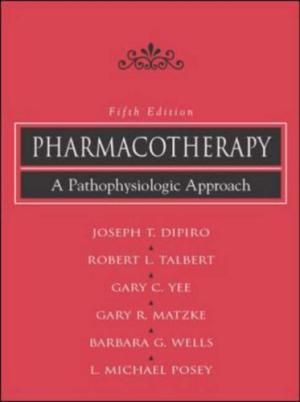 Fifth Edition
PHARMACOTHERAPY
A Pathophysiologic Approach
JOSEPH T. DIPIRO
ROBERT L. TALBERT
GARY C. YEE
GARY R. MATZKE
BARBARA G. WELLS
L. MICHAEL POSEY